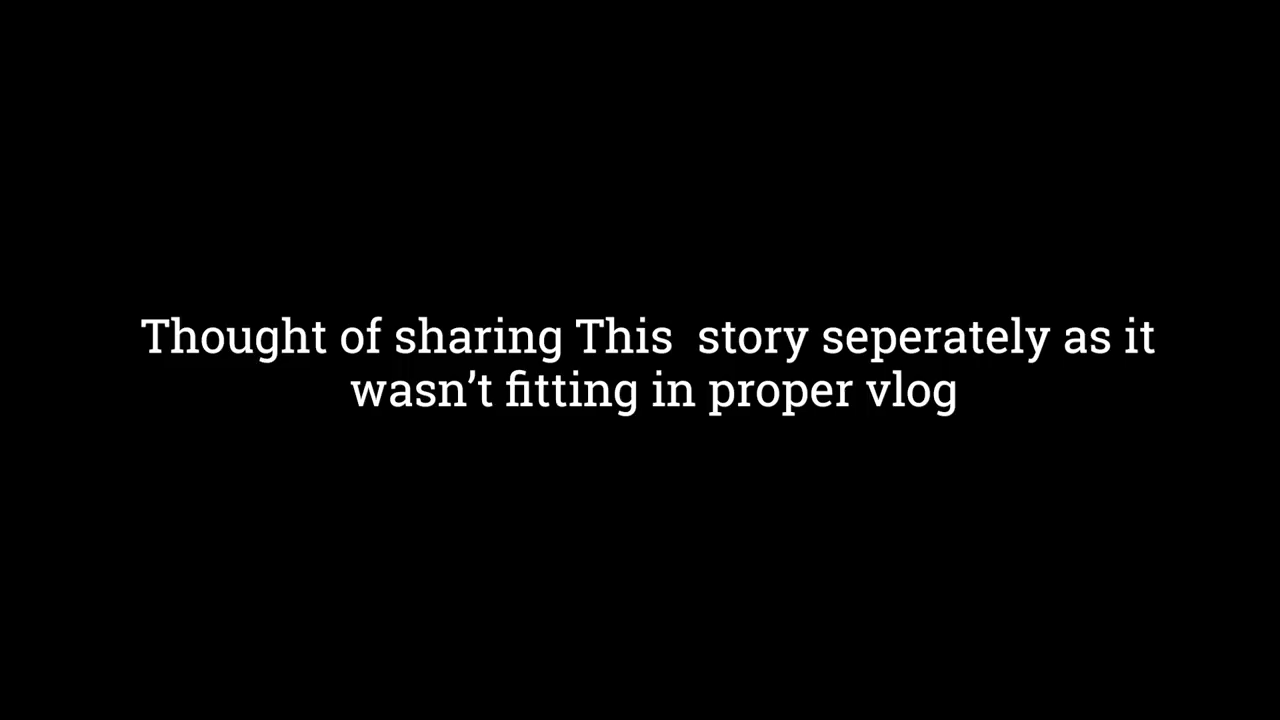 Thought of sharing This  story seperately as it
wasn’t fitting in proper vlog